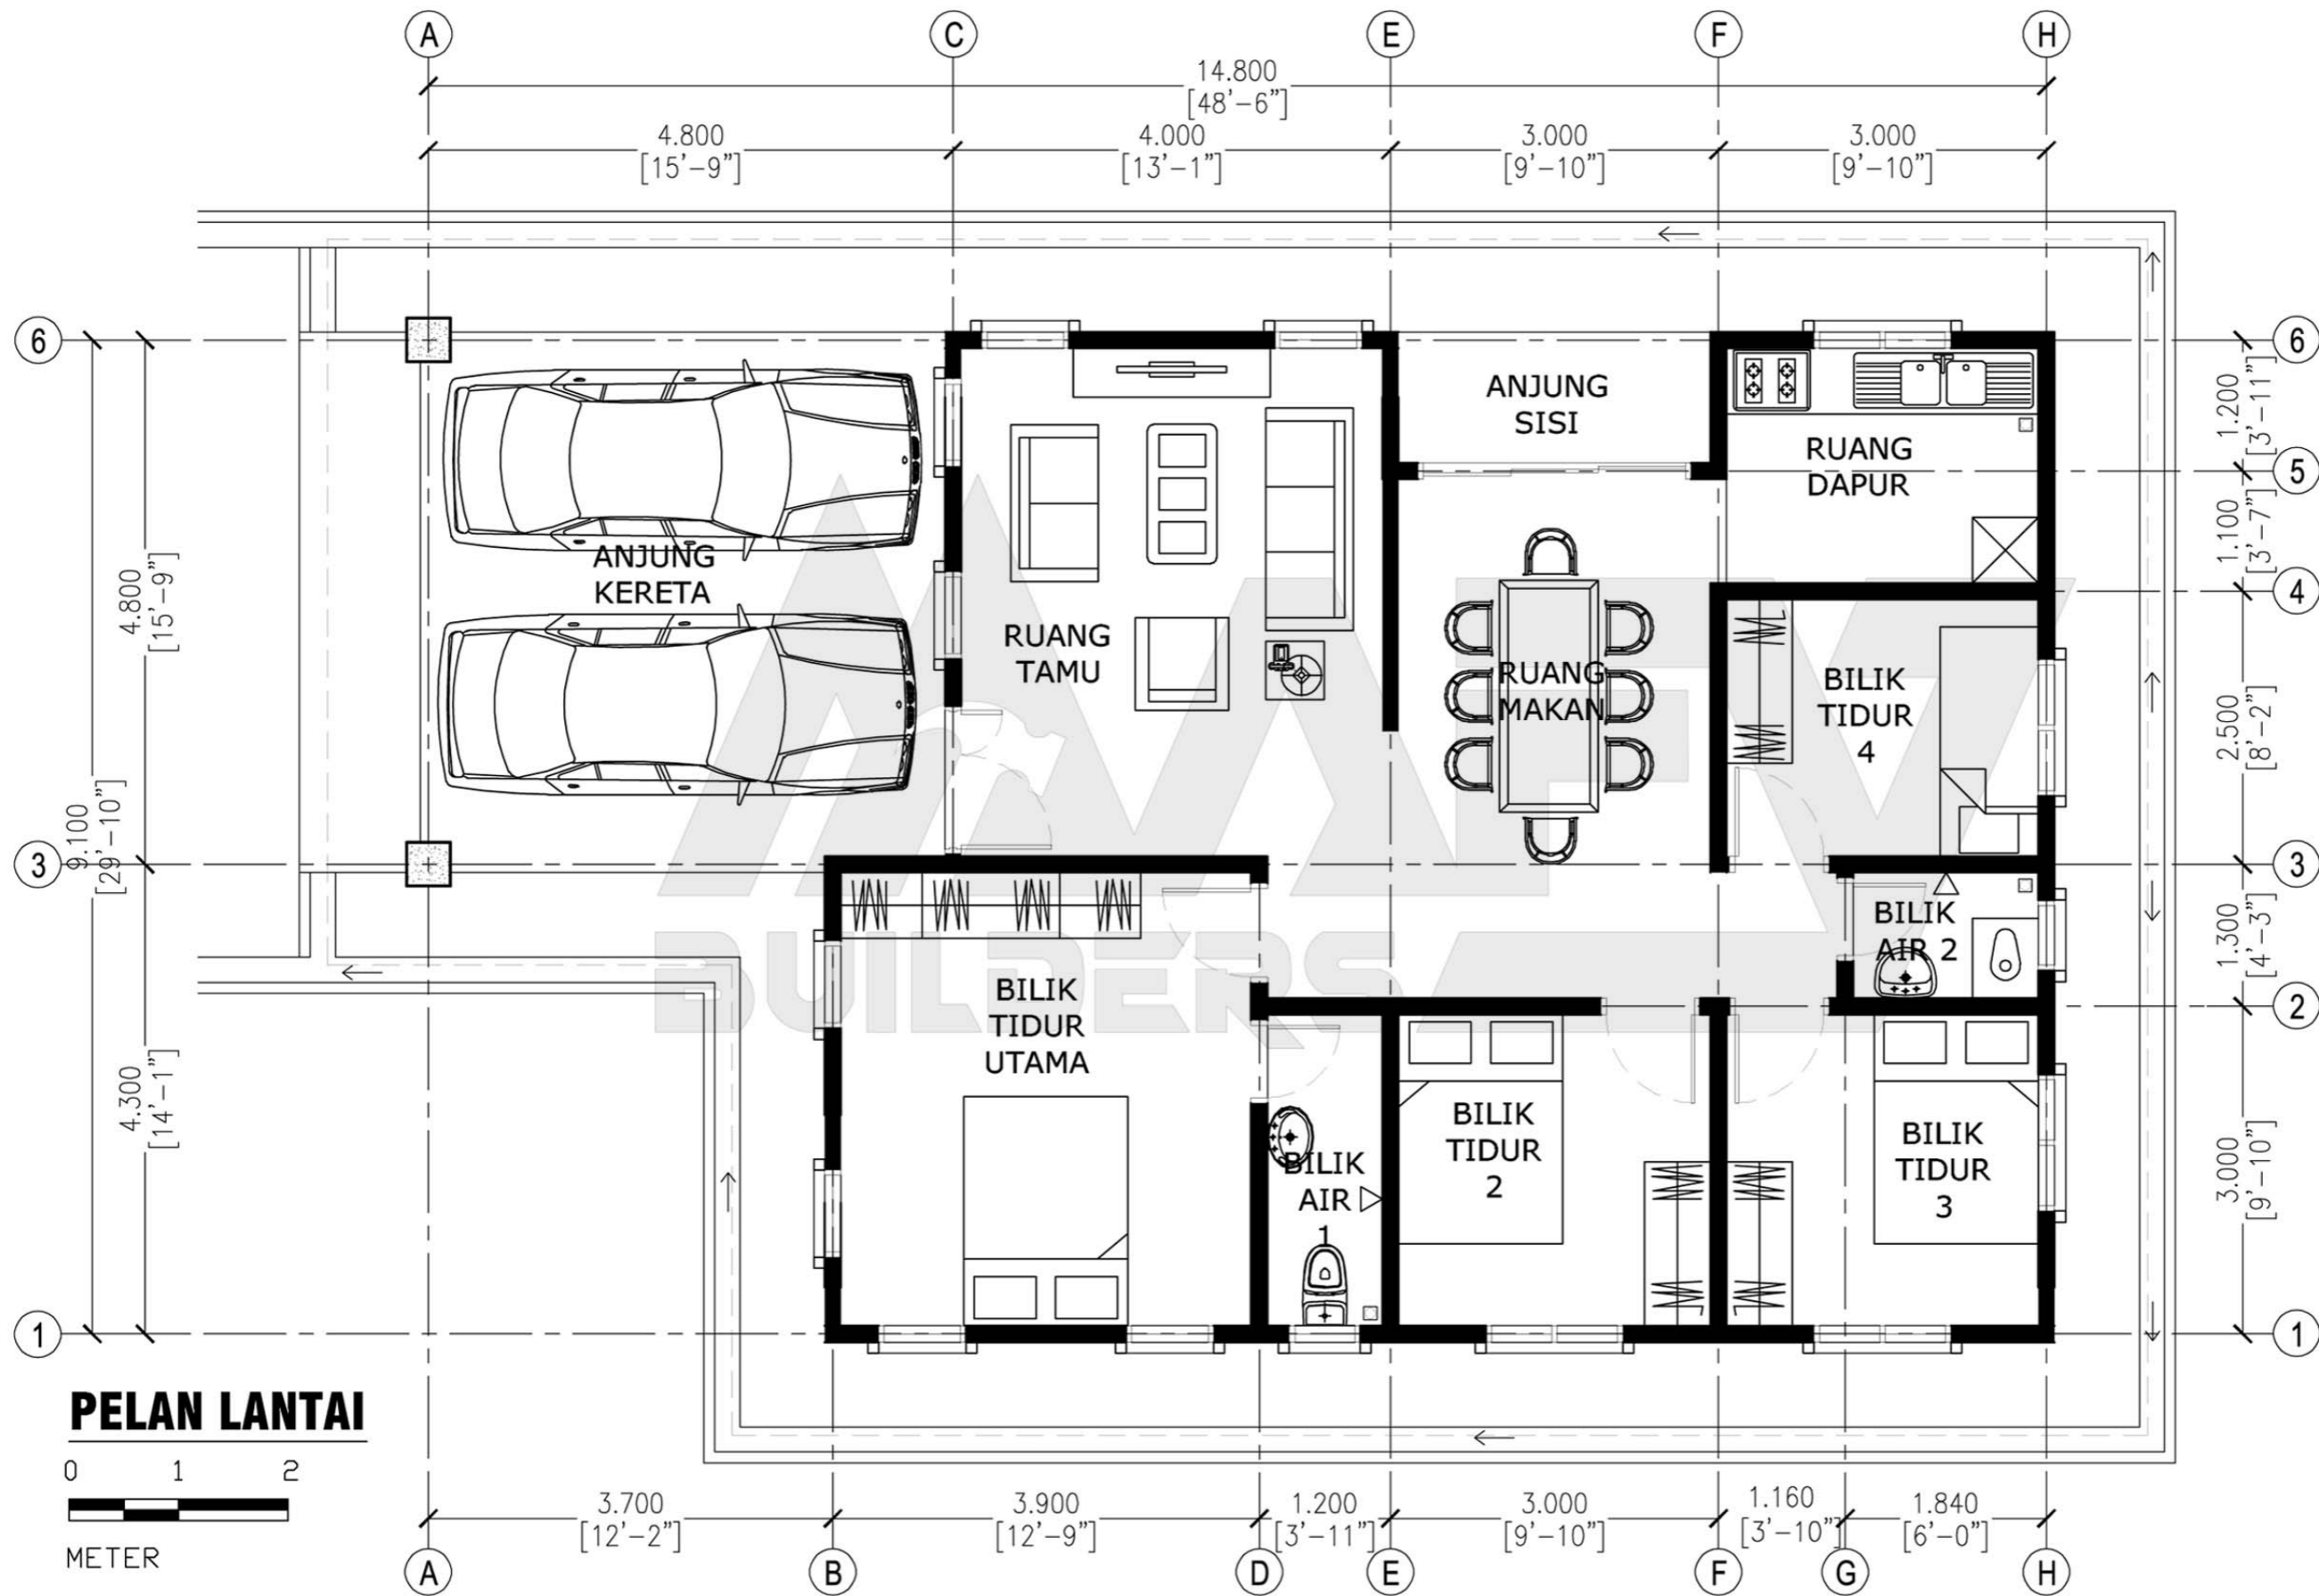 A C E F H
14.800
[48'-6"]
4.800 4.000 3.000 3.000
[15'-9"] [13'-1"] [9'-10"] [9'-10"]
6 6
1.200
[3'-11"]
ANJUNG
SISI
RUANG
DAPUR
5
1.100
[3'-7"]
ANJUNG
KERETA
4.800
[15'-9"]
4
RUANG
TAMU
RUANG
MAKAN
BILIK
TIDUR
4
2.500
[8'-2"]
9.100
[29'-10"]
3 3
BILIK
AIR 2
1.300
[4'-3"]
BUILDERS
BILIK
TIDUR
UTAMA
2
4.300
[14'-1"]
BILIK
AIR
1
BILIK
TIDUR
2
BILIK
TIDUR
3
3.000
[9'-10"]
1 1
PELAN LANTAI
0 1 2
METER
3.700 3.900 1.200 3.000 1.160 1.840
[12'-2"] [12'-9"] [3'-11"] [9'-10"] [3'-10"] [6'-0"]
A B D E F G H